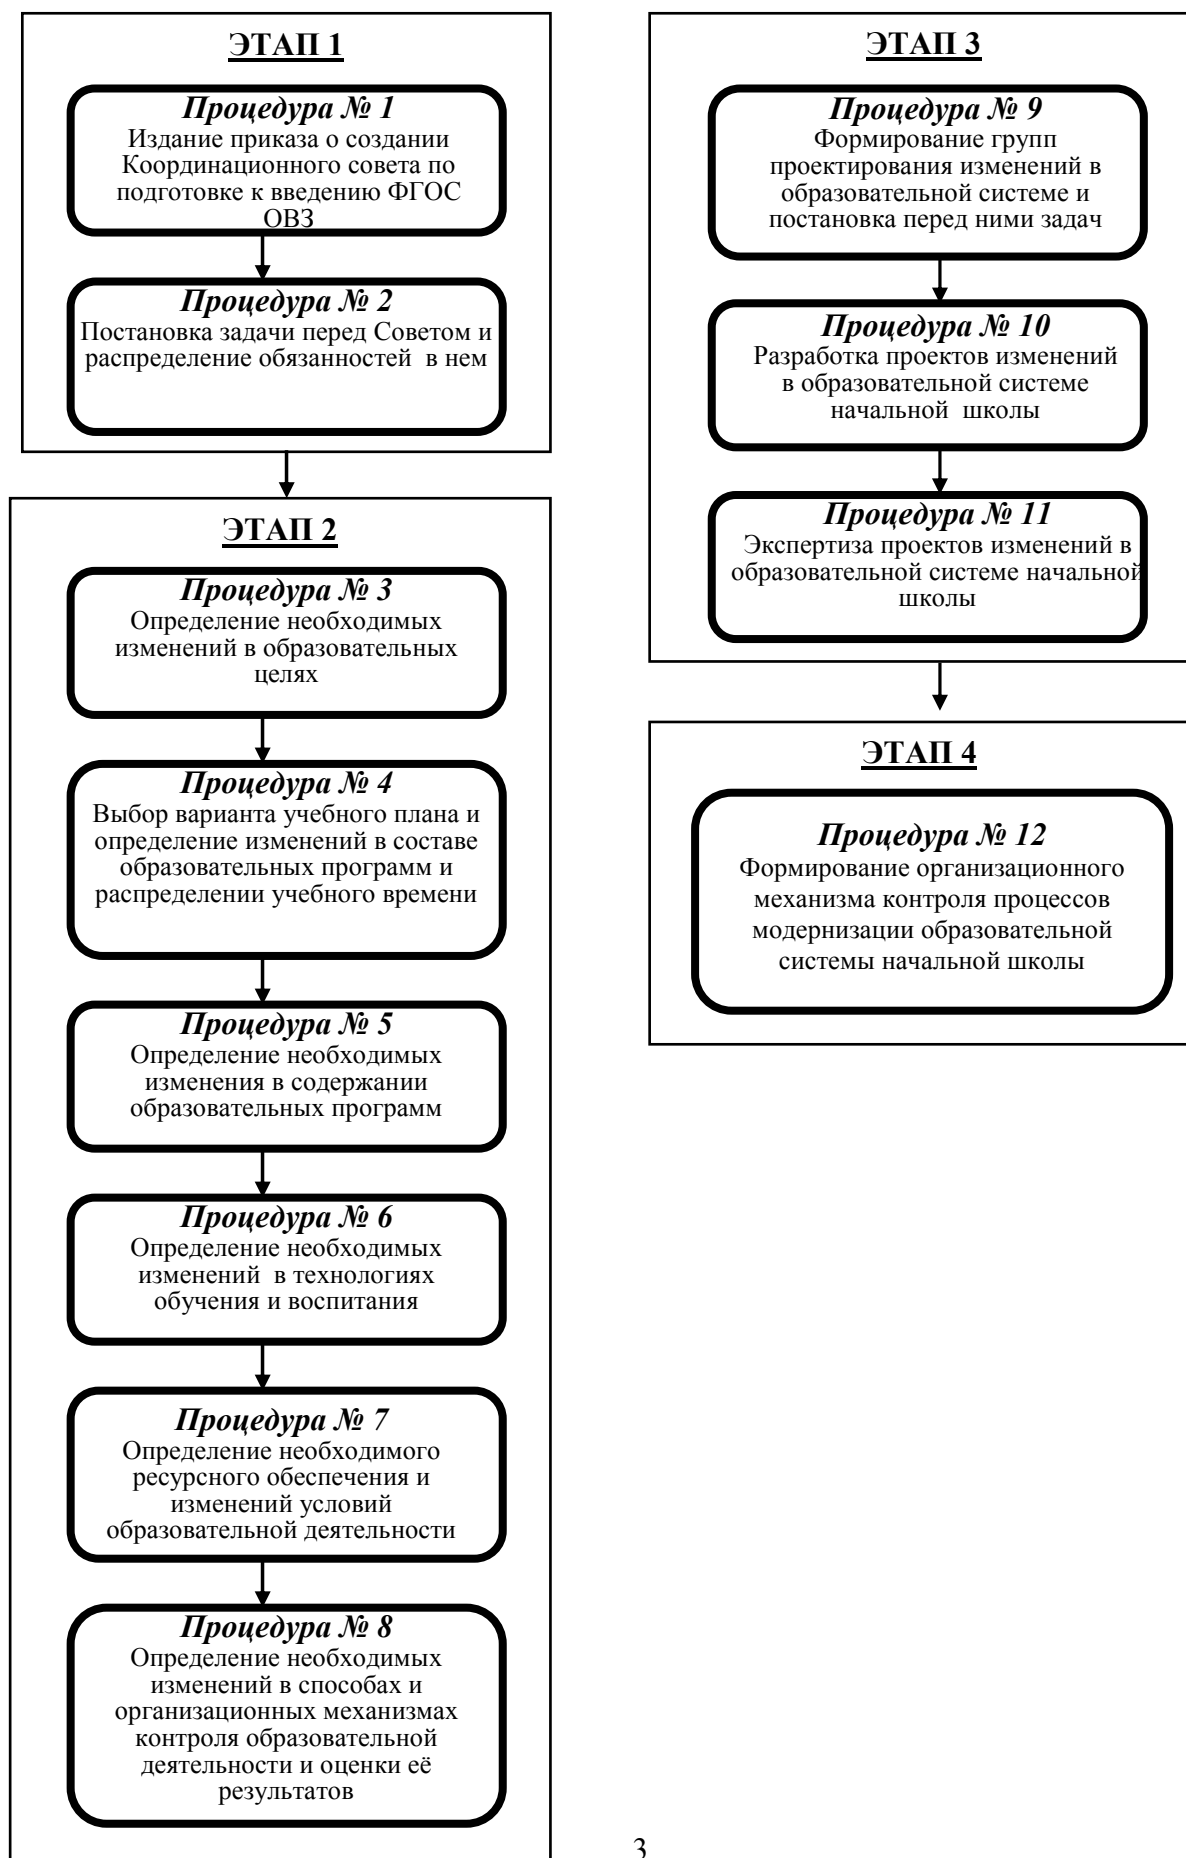 ЭТАП 1
Процедура № 1
Издание приказа о создании
Координационного совета по
подготовке к введению ФГОС
ОВЗ
Процедура № 2
Постановка задачи перед Советом и
распределение обязанностей в нем
ЭТАП 2
Процедура № 3
Определение необходимых
изменений в образовательных
целях
Процедура № 4
Выбор варианта учебного плана и
определение изменений в составе
образовательных программ и
распределении учебного времени
Процедура № 5
Определение необходимых
изменения в содержании
образовательных программ
Процедура № 6
Определение необходимых
изменений в технологиях
обучения и воспитания
Процедура № 7
Определение необходимого
ресурсного обеспечения и
изменений условий
образовательной деятельности
Процедура № 8
Определение необходимых
изменений в способах и
организационных механизмах
контроля образовательной
деятельности и оценки её
результатов
ЭТАП 3
Процедура № 9
Формирование групп
проектирования изменений в
образовательной системе и
постановка перед ними задач
Процедура № 10
Разработка проектов изменений
в образовательной системе
начальной школы
Процедура № 11
Экспертиза проектов изменений в
образовательной системе начальной
школы
ЭТАП 4
Процедура № 12
Формирование организационного
механизма контроля процессов
модернизации образовательной
системы начальной школы
3